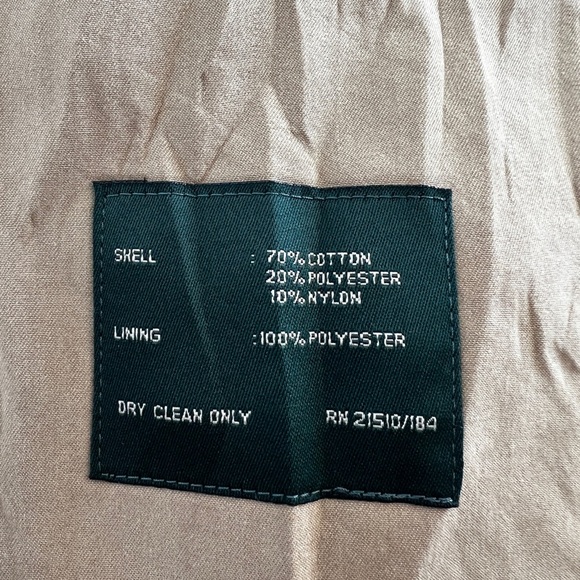 SHELL : 70% COTTON
20% POLYESTER
10% NYLON
LINING : 100% POLYESTER
DRY CLEAN ONLY RN 21510/184